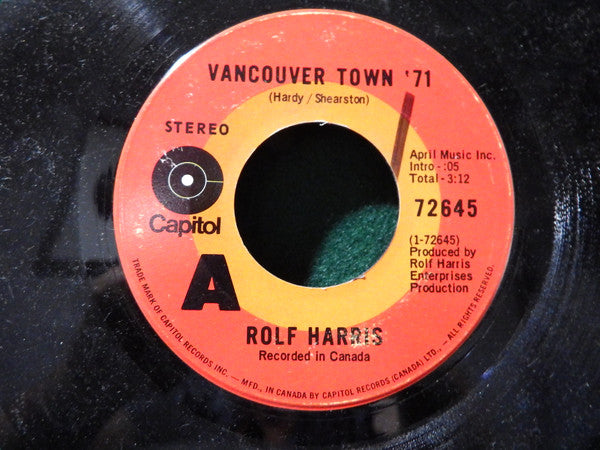 VANCOUVER TOWN '71
(Hardy / Shearston)
STEREO
Capitol
A
April Music Inc.
Intro - :05
Total - 3:12
72645
(1-72645)
Produced by
Rolf Harris
Enterprises
Production
ROLF HARRIS
Recorded in Canada
TRADE MARK OF CAPITOL RECORDS INC. — MFD. IN CANADA BY CAPITOL RECORDS (CANADA) LTD., — ALL RIGHTS RESERVED.